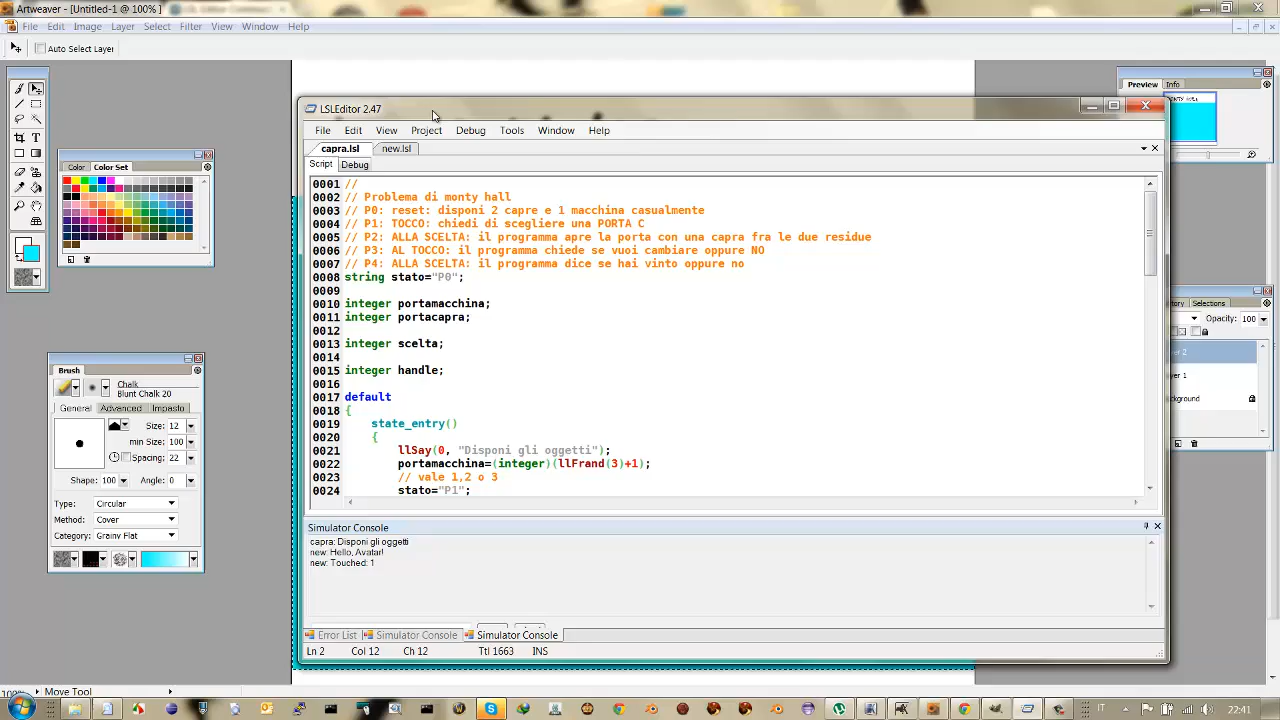 Artweaver - [Untitled-1 @ 100% ]
File Edit Image Layer Select Filter View Window Help
Auto Select Layer
Preview Info
Color Color Set
LSLEditor 2.47
File Edit View Project Debug Tools Window Help
capra.lsl new.lsl
Script Debug
0001 //
0002 // Problema di monty hall
0003 // P0: reset: disponi 2 capre e 1 macchina casualmente
0004 // P1: TOCCO: chiedi di scegliere una PORTA C
0005 // P2: ALLA SCELTA: il programma apre la porta con una capra fra le due residue
0006 // P3: AL TOCCO: il programma chiede se vuoi cambiare oppure NO
0007 // P4: ALLA SCELTA: il programma dice se hai vinto oppure no
0008 string stato="P0";
0009
0010 integer portamacchina;
0011 integer portacapra;
0012
0013 integer scelta;
0014
0015 integer handle;
0016
0017 default
0018 {
0019 state_entry()
0020 {
0021 llSay(0, "Disponi gli oggetti");
0022 portamacchina=(integer)(llFrand(3)+1);
0023 // vale 1,2 o 3
0024 stato="P1";
Simulator Console
capra: Disponi gli oggetti
new: Hello, Avatar!
new: Touched: 1
Error List Simulator Console Simulator Console
Ln 2 Col 12 Ch 12 Ttl 1663 INS
tory Selections
Opacity: 100
er 2
er 1
ckground
Brush
Chalk
Blunt Chalk 20
General Advanced Impasto
Size: 12
min Size: 100
Spacing: 22
Shape: 100 Angle: 0
Type: Circular
Method: Cover
Category: Grainy Flat
Move Tool
IT 22:41